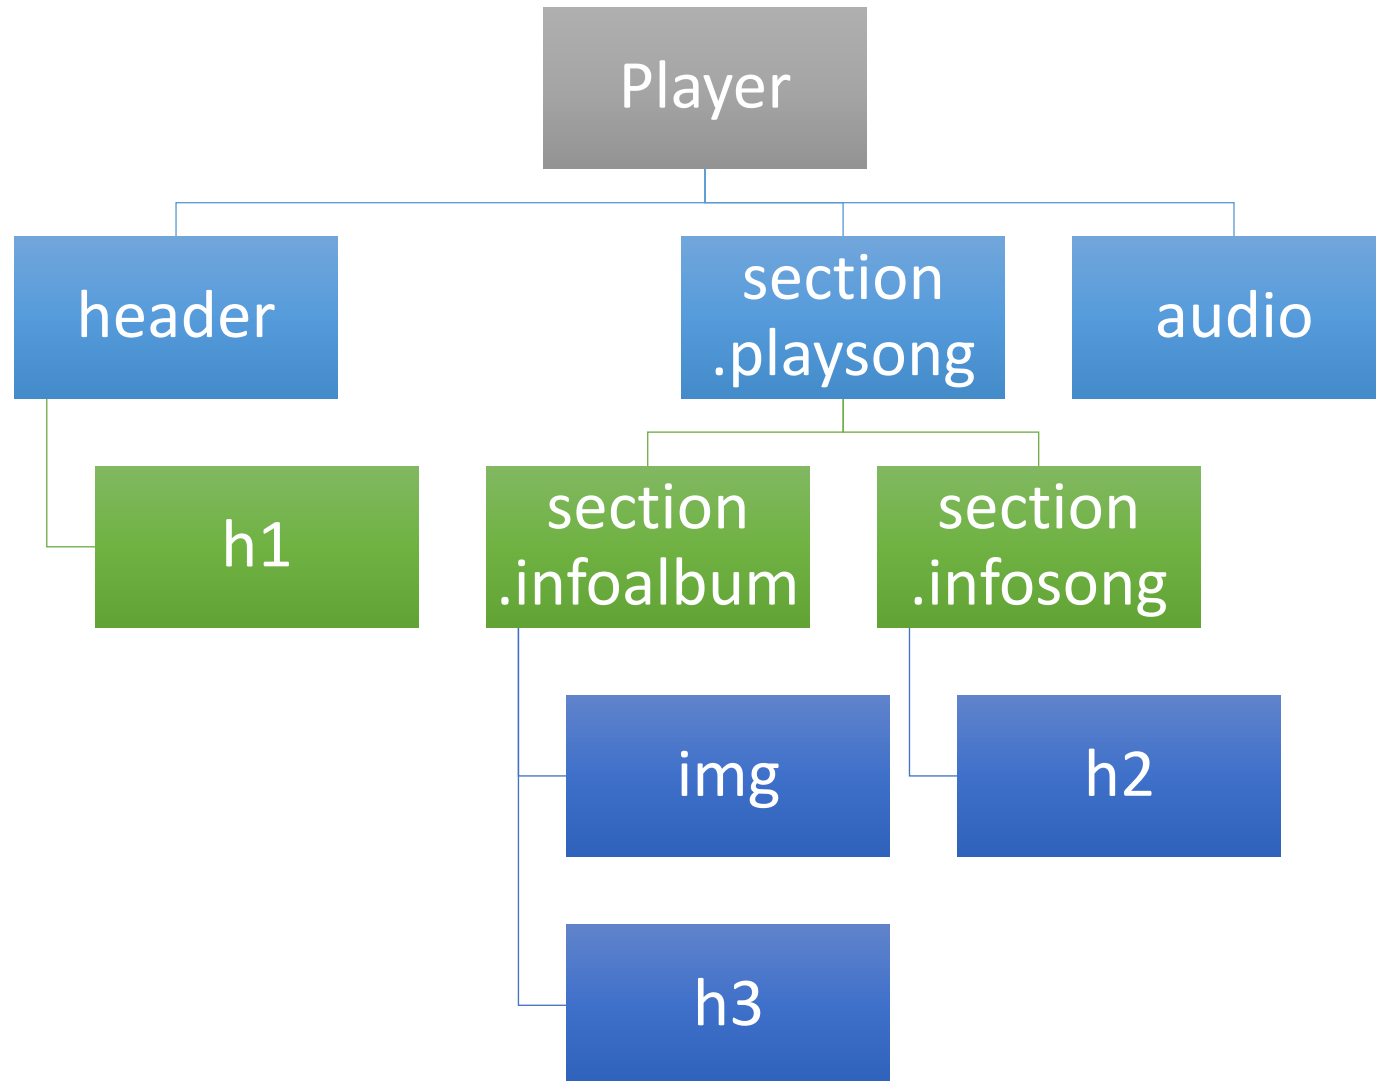 Player
header
section
.playsong
audio
h1
section
.infoalbum
section
.infosong
img
h2
h3